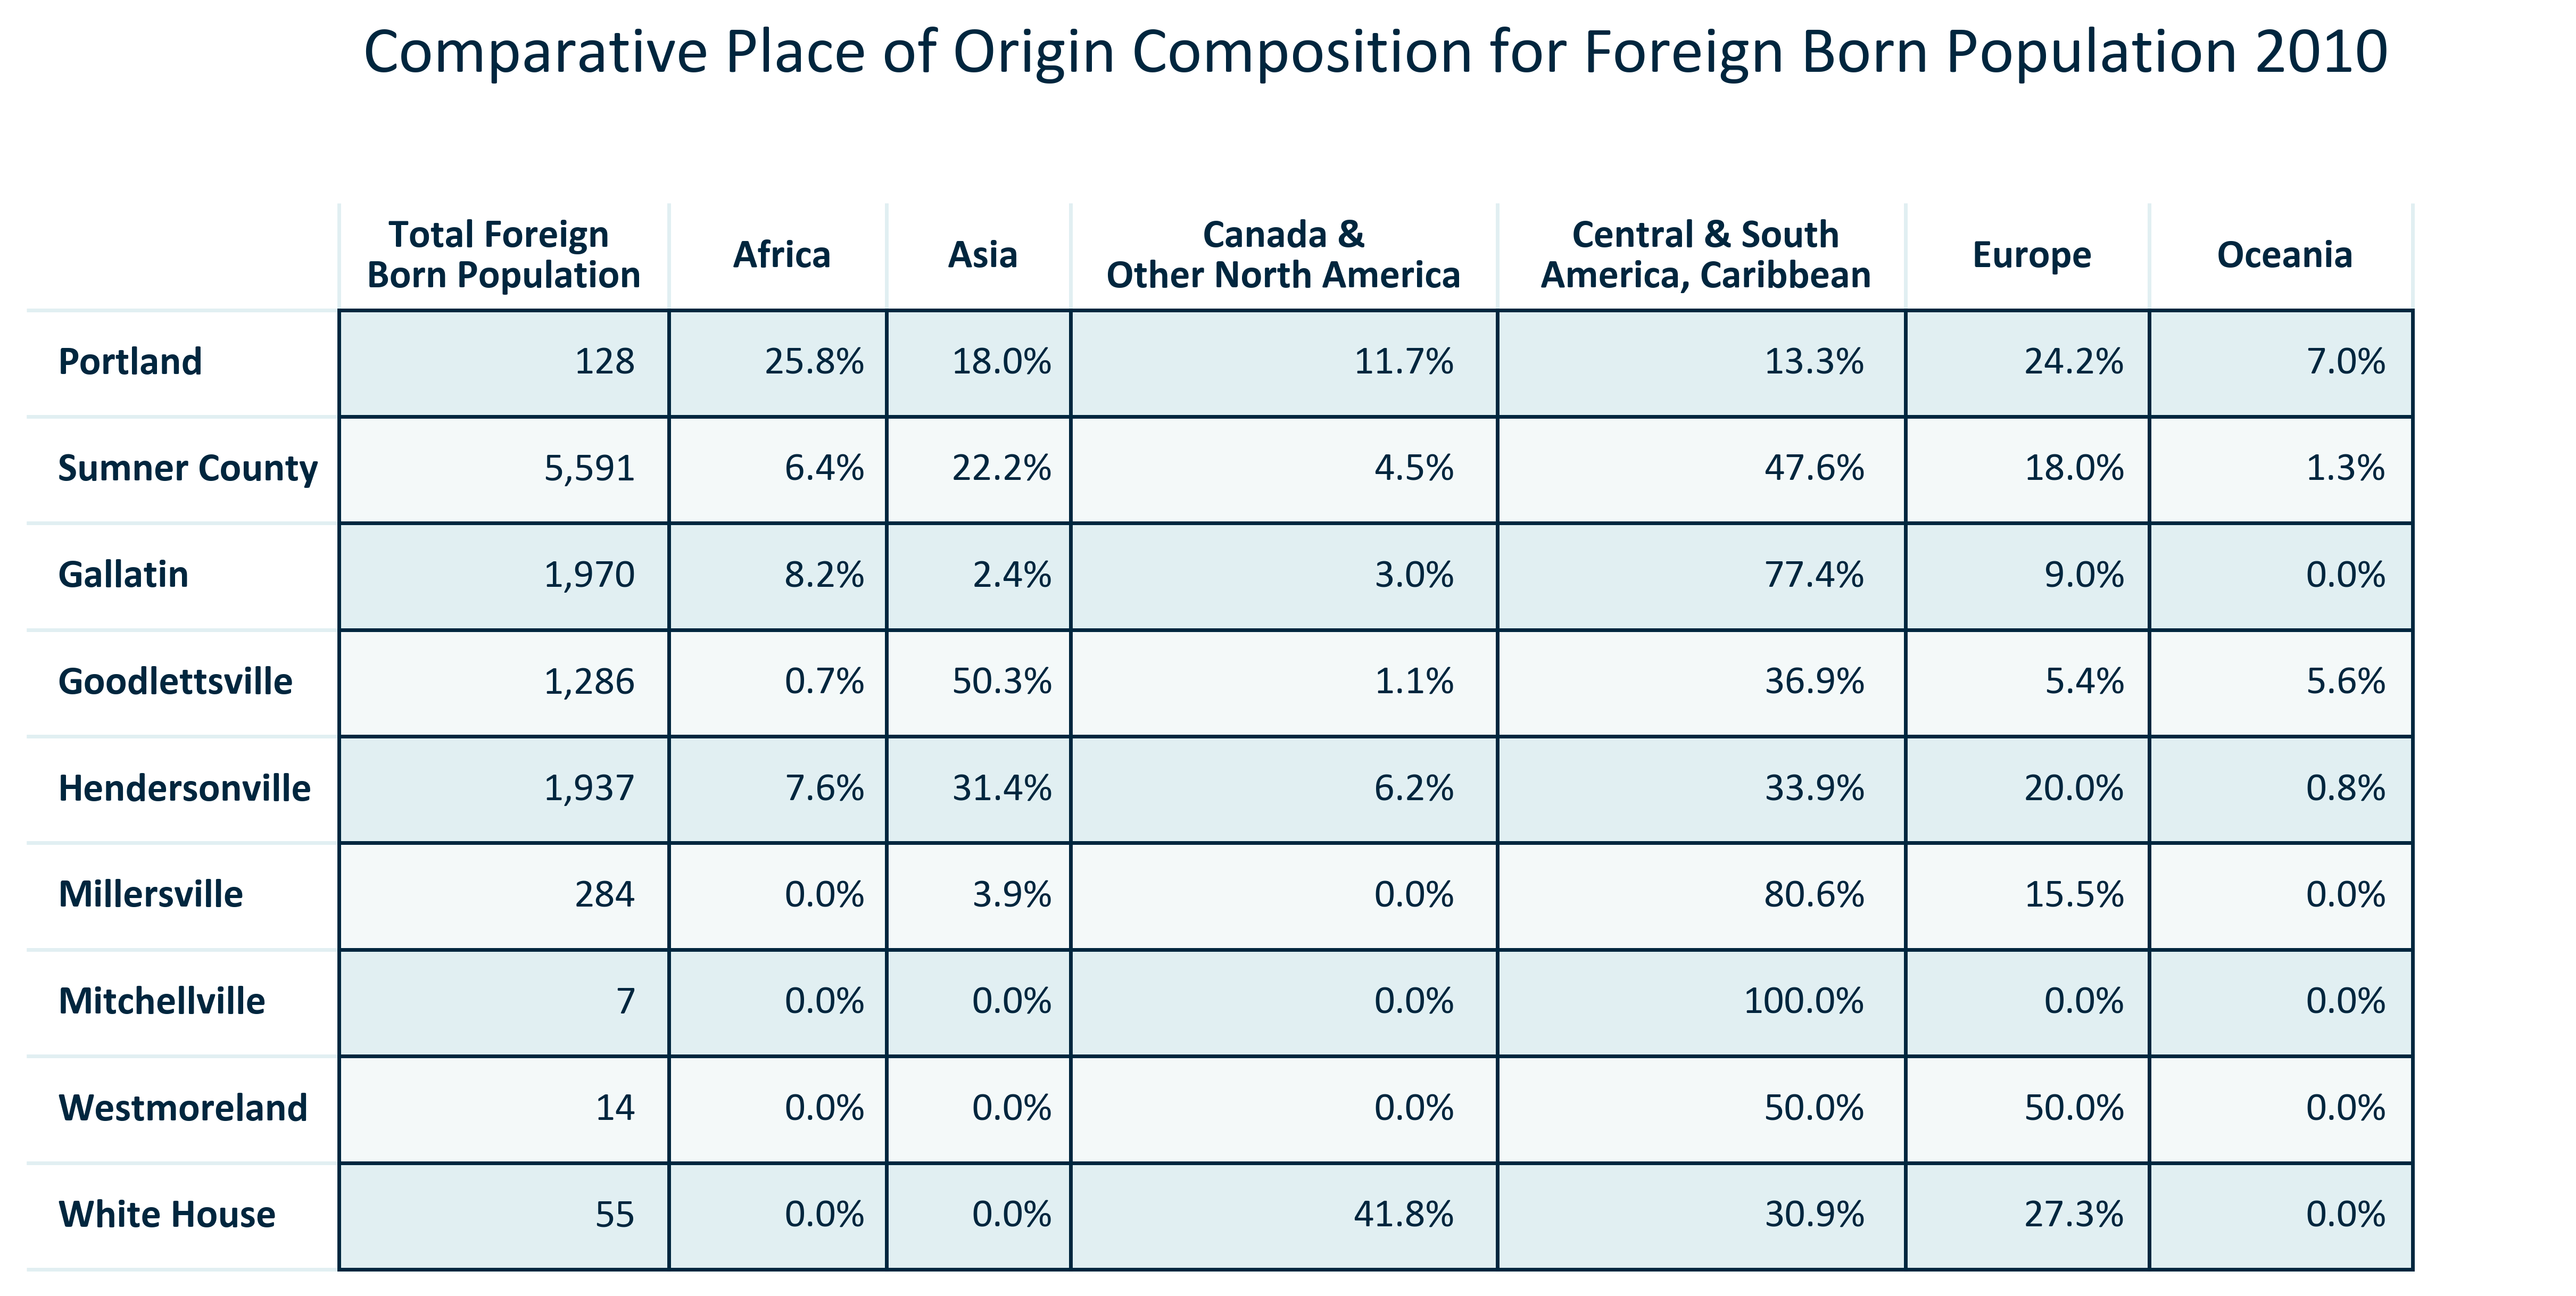 Comparative Place of Origin Composition for Foreign Born Population 2010
Total Foreign
Born Population
Africa
Asia
Canada &
Other North America
Central & South
America, Caribbean
Europe
Oceania
Portland 128 25.8% 18.0% 11.7% 13.3% 24.2% 7.0%
Sumner County 5,591 6.4% 22.2% 4.5% 47.6% 18.0% 1.3%
Gallatin 1,970 8.2% 2.4% 3.0% 77.4% 9.0% 0.0%
Goodlettsville 1,286 0.7% 50.3% 1.1% 36.9% 5.4% 5.6%
Hendersonville 1,937 7.6% 31.4% 6.2% 33.9% 20.0% 0.8%
Millersville 284 0.0% 3.9% 0.0% 80.6% 15.5% 0.0%
Mitchellville 7 0.0% 0.0% 0.0% 100.0% 0.0% 0.0%
Westmoreland 14 0.0% 0.0% 0.0% 50.0% 50.0% 0.0%
White House 55 0.0% 0.0% 41.8% 30.9% 27.3% 0.0%